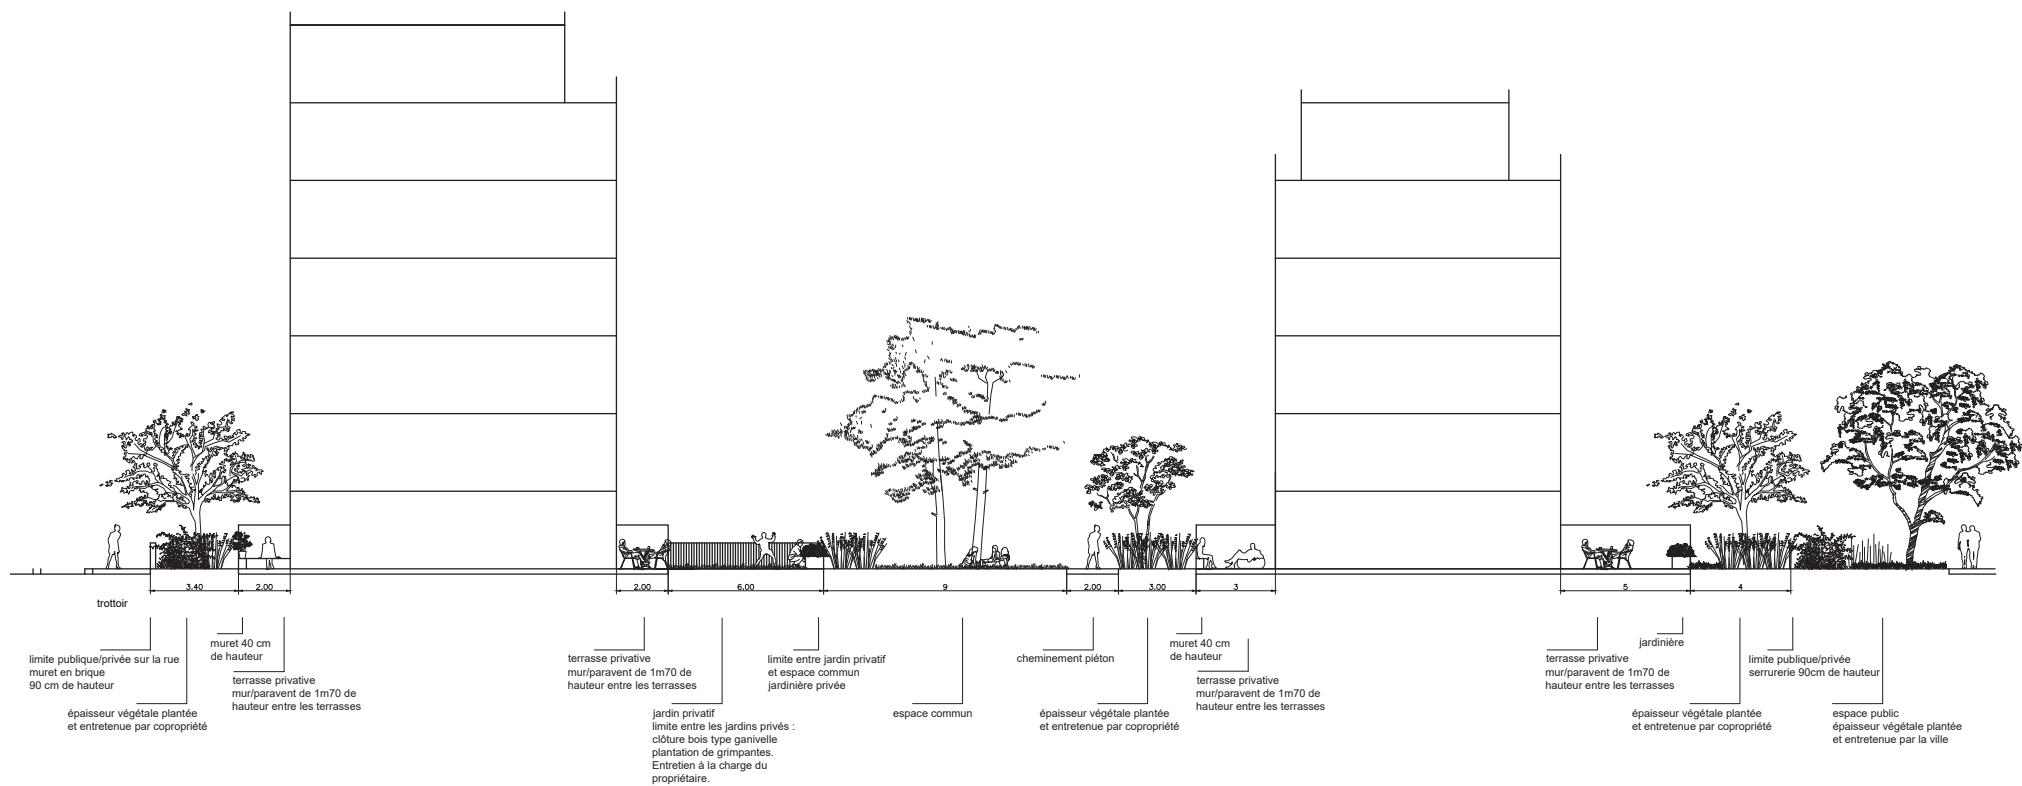 3.40
2.00
2.00
6.00
9
2.00
3.00
3
5
4
trottoir
limite publique/privée sur la rue
muret en brique
90 cm de hauteur
épaisseur végétale plantée
et entretenue par copropriété
muret 40 cm
de hauteur
terrasse privative
mur/paravent de 1m70 de
hauteur entre les terrasses
terrasse privative
mur/paravent de 1m70 de
hauteur entre les terrasses
jardin privatif
limite entre les jardins privés :
clôture bois type ganivelle
plantation de grimpantes.
Entretien à la charge du
propriétaire.
limite entre jardin privatif
et espace commun
jardinière privée
espace commun
cheminement piéton
épaisseur végétale plantée
et entretenue par copropriété
muret 40 cm
de hauteur
terrasse privative
mur/paravent de 1m70 de
hauteur entre les terrasses
terrasse privative
mur/paravent de 1m70 de
hauteur entre les terrasses
jardinière
épaisseur végétale plantée
et entretenue par copropriété
limite publique/privée
serrurerie 90cm de hauteur
espace public
épaisseur végétale plantée
et entretenue par la ville